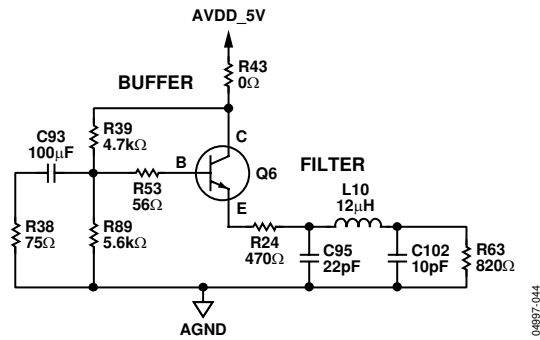 AVDD_5V
R43
0Ω
BUFFER
C93
100μF
R39
4.7kΩ
C
B
Q6
FILTER
R53
56Ω
E
L10
12μH
R38
75Ω
R89
5.6kΩ
R24
470Ω
C95
22pF
C102
10pF
R63
820Ω
AGND
04997-044